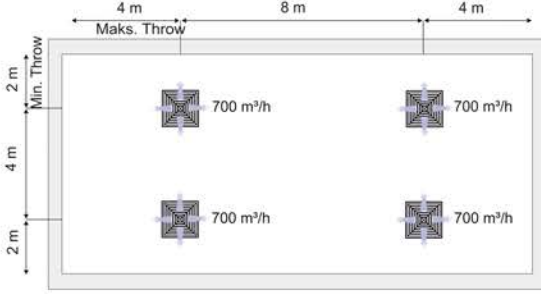 4 m 8 m 4 m
Maks. Throw
2 m
Min. Throw
700 m³/h 700 m³/h
4 m
700 m³/h 700 m³/h
2 m